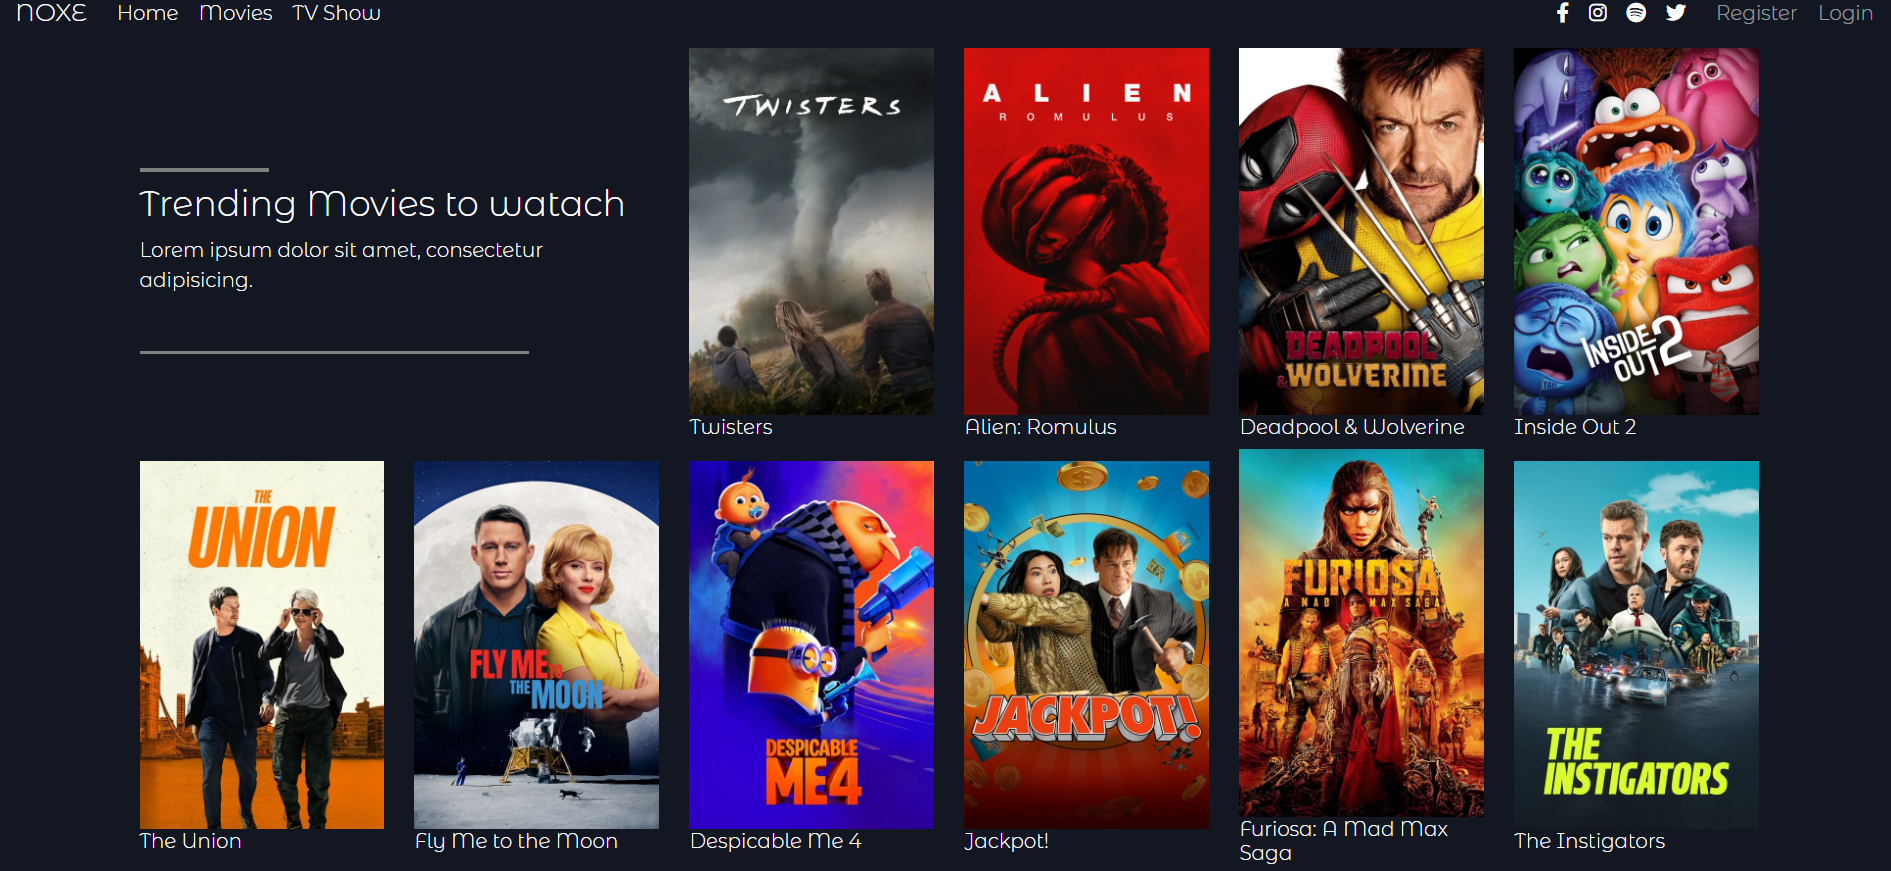 NOXE Home Movies TV Show Register Login
Trending Movies to watach
Lorem ipsum dolor sit amet, consectetur
adipisicing.
TWISTERS
Twisters
ALIEN
ROMULUS
Alien: Romulus
DEADPOOL
&WOLVERINE
Deadpool & Wolverine
INSIDE
OUT 2
Inside Out 2
THE
UNION
The Union
FLY ME TO
THE MOON
Fly Me to the Moon
DESPICABLE
ME4
Despicable Me 4
JACKPOT!
Jackpot!
FURIOSA
A MAD MAX SAGA
Furiosa: A Mad Max
Saga
THE
INSTIGATORS
The Instigators